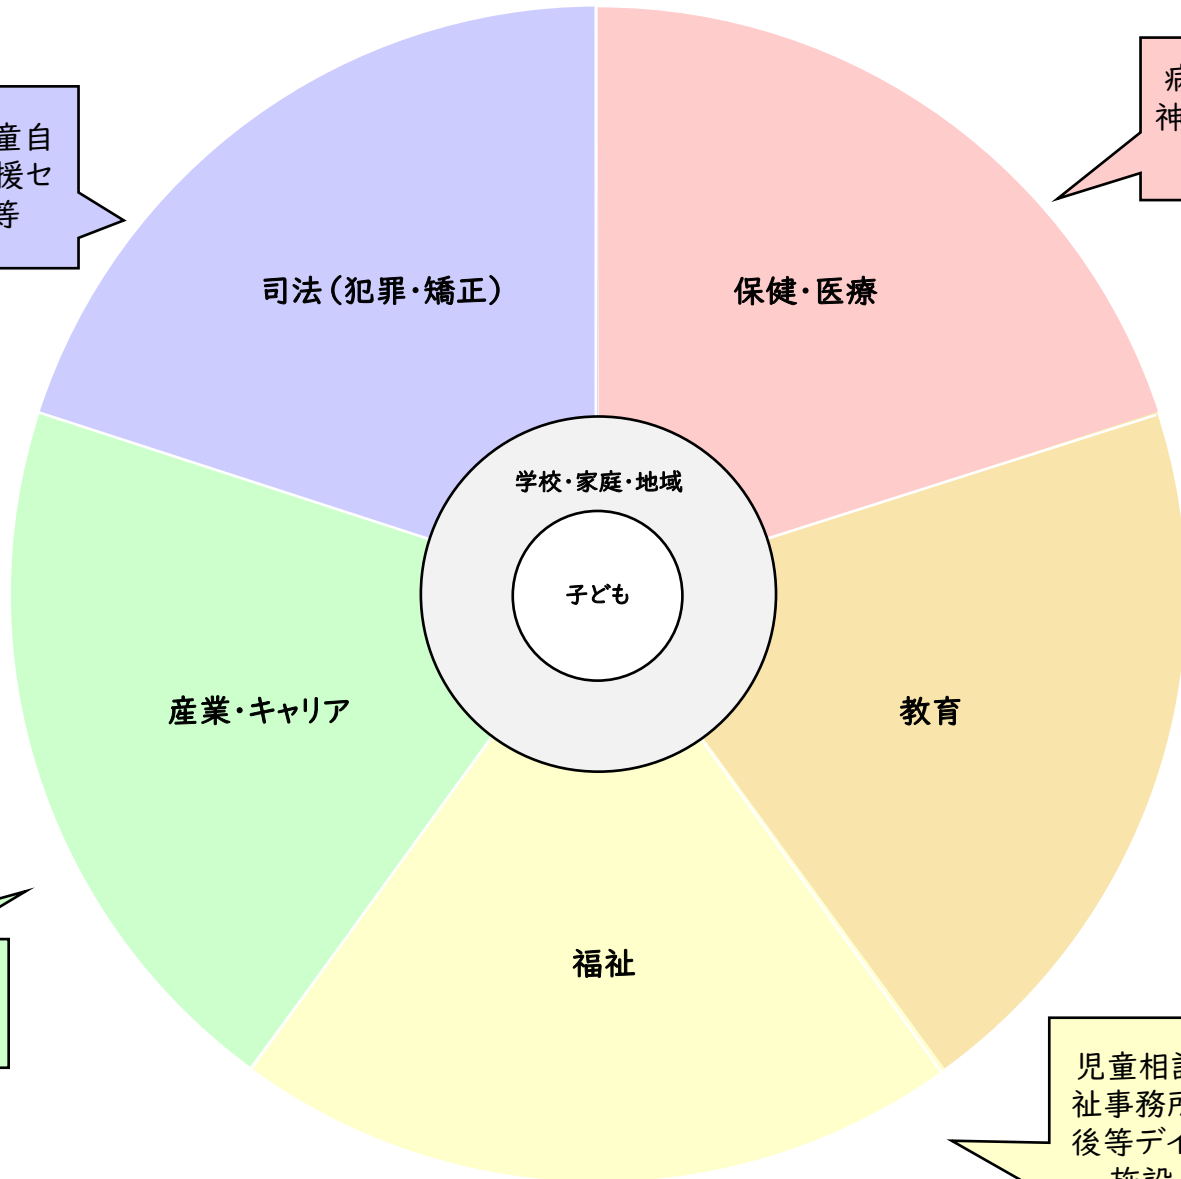 童自
援セ
等
神
司法(犯罪・矯正)
保健・医療
学校・家庭・地域
子ども
産業・キャリア
教育
福祉
児童相
祉事務
後等デイ